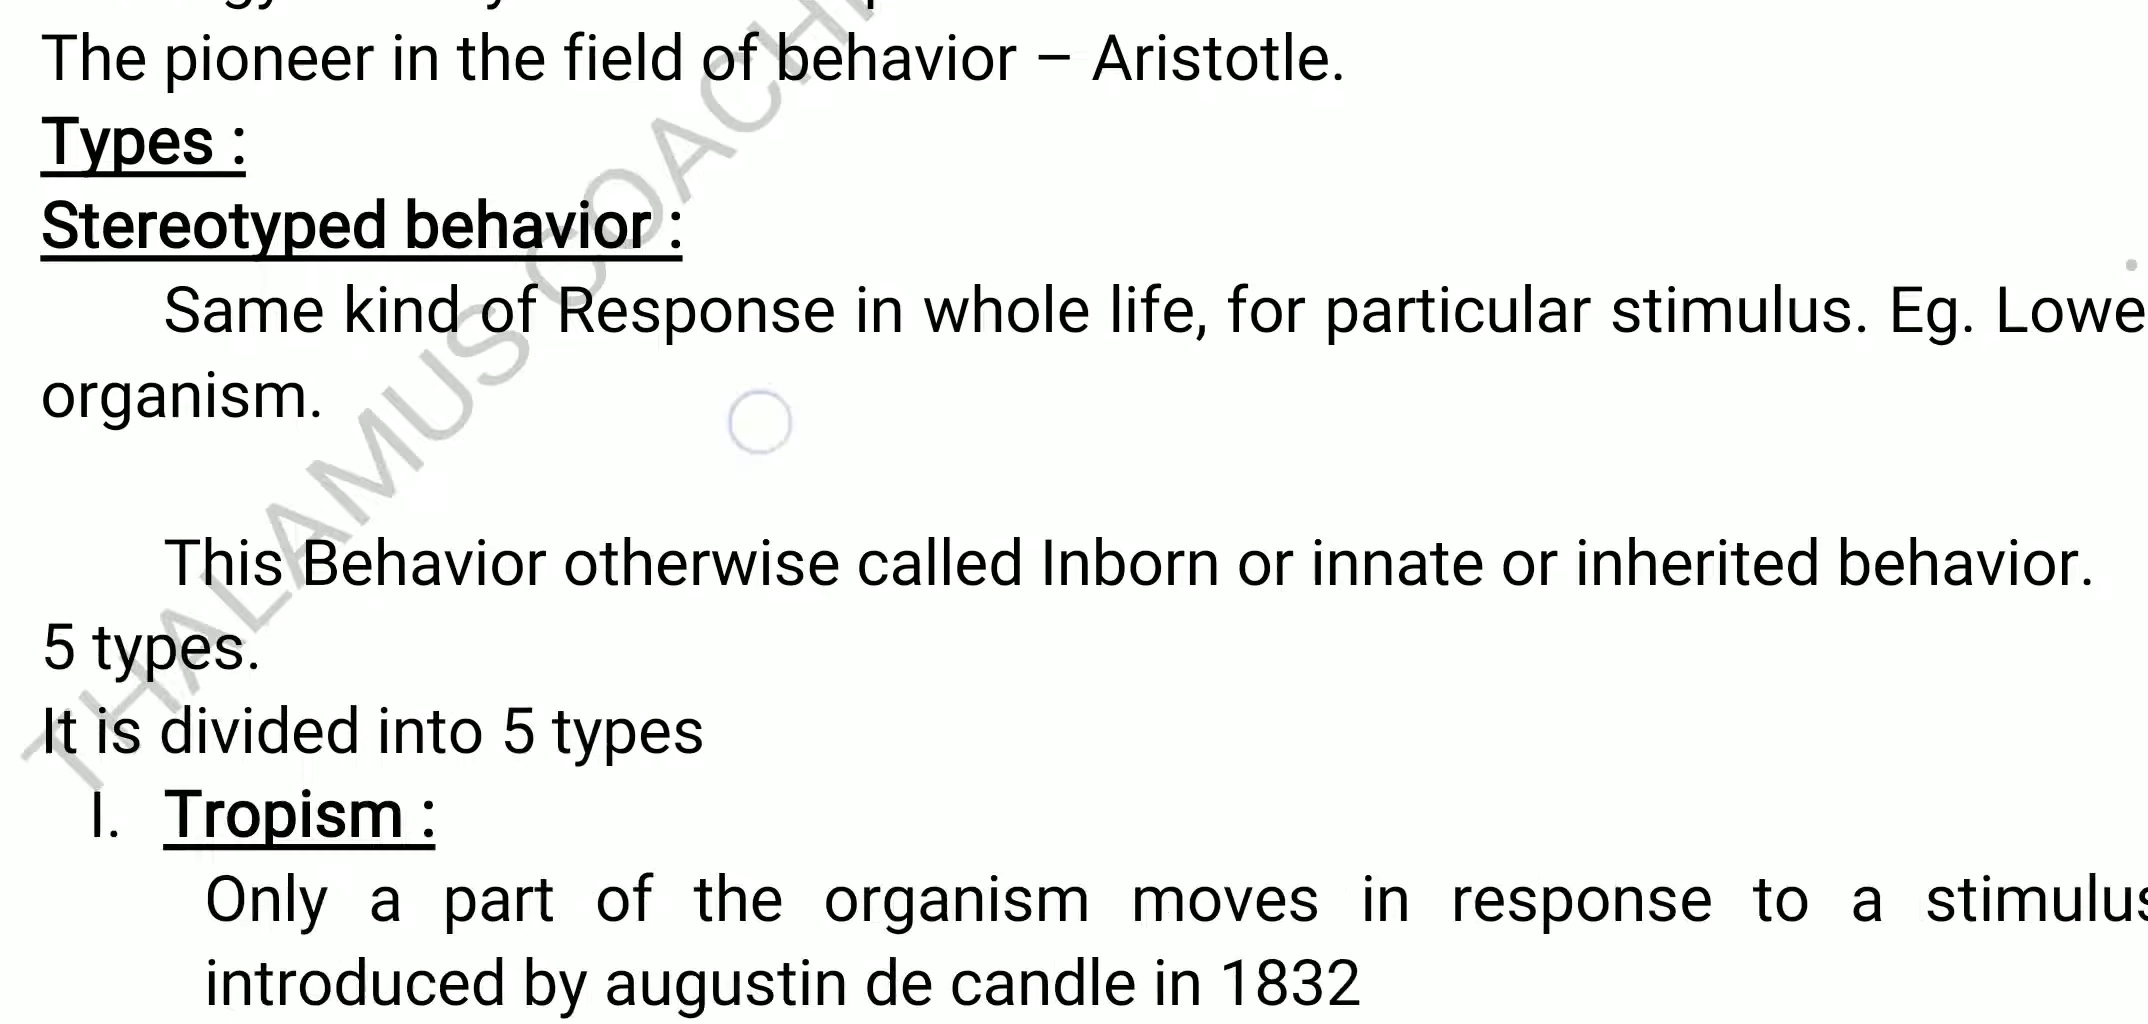 The pioneer in the field of behavior – Aristotle.
Types :
Stereotyped behavior :
Same kind of Response in whole life, for particular stimulus. Eg. Lowe
organism.
This Behavior otherwise called Inborn or innate or inherited behavior.
5 types.
It is divided into 5 types
I. Tropism :
Only a part of the organism moves in response to a stimulus
introduced by augustin de candle in 1832
THALAMUS COACH